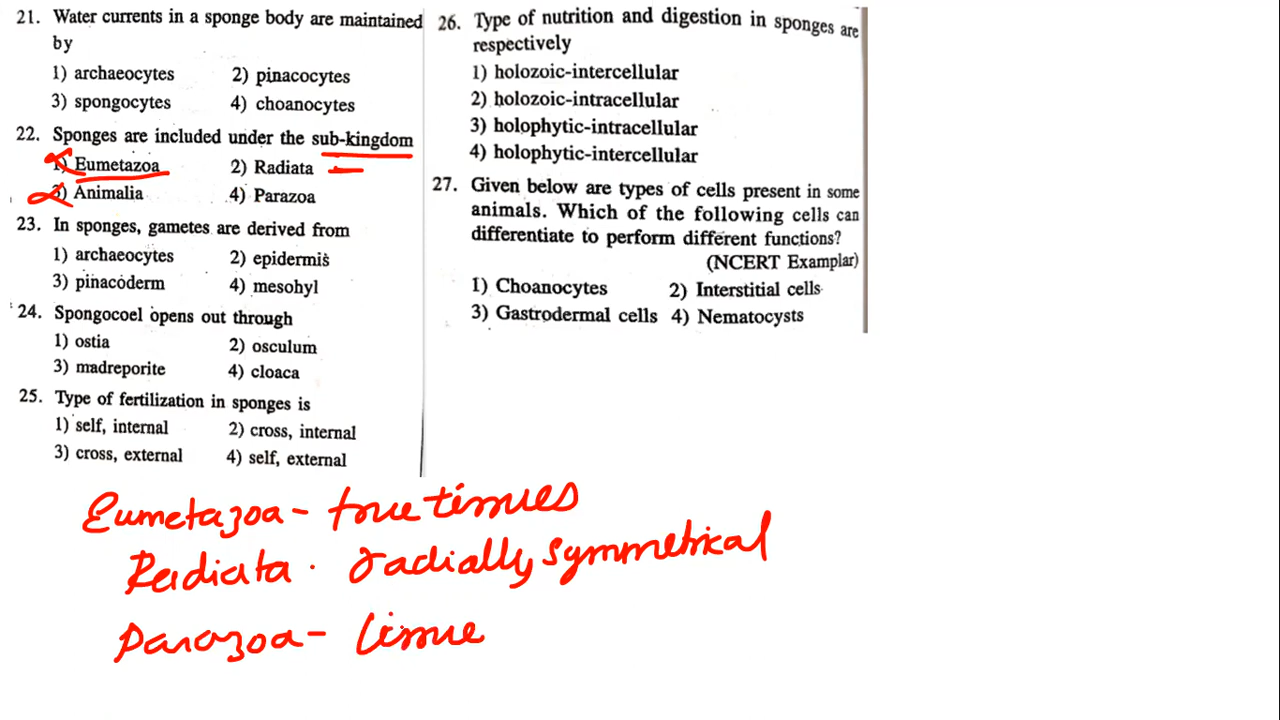 21. Water currents in a sponge body are maintained
by
1) archaeocytes 2) pinacocytes
3) spongocytes 4) choanocytes
22. Sponges are included under the sub-kingdom
1) Eumetazoa 2) Radiata
3) Animalia 4) Parazoa
23. In sponges, gametes are derived from
1) archaeocytes 2) epidermis
3) pinacoderm 4) mesohyl
24. Spongocoel opens out through
1) ostia 2) osculum
3) madreporite 4) cloaca
25. Type of fertilization in sponges is
1) self, internal 2) cross, internal
3) cross, external 4) self, external
26. Type of nutrition and digestion in sponges are
respectively
1) holozoic-intercellular
2) holozoic-intracellular
3) holophytic-intracellular
4) holophytic-intercellular
27. Given below are types of cells present in some
animals. Which of the following cells can
differentiate to perform different functions?
(NCERT Examplar)
1) Choanocytes 2) Interstitial cells
3) Gastrodermal cells 4) Nematocysts
Eumetazoa - true tissues
Radiata - radially symmetrical
Parazoa - tissue